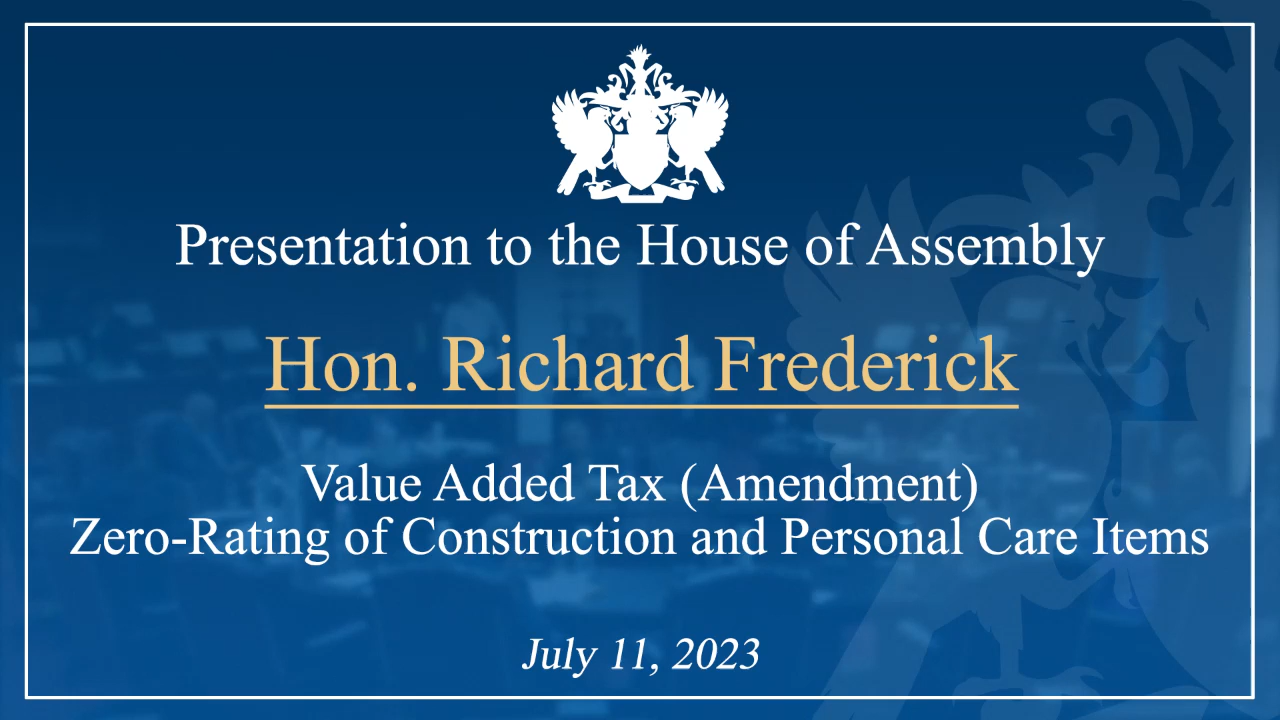 Presentation to the House of Assembly
Hon. Richard Frederick
Value Added Tax (Amendment)
Zero-Rating of Construction and Personal Care Items
July 11, 2023